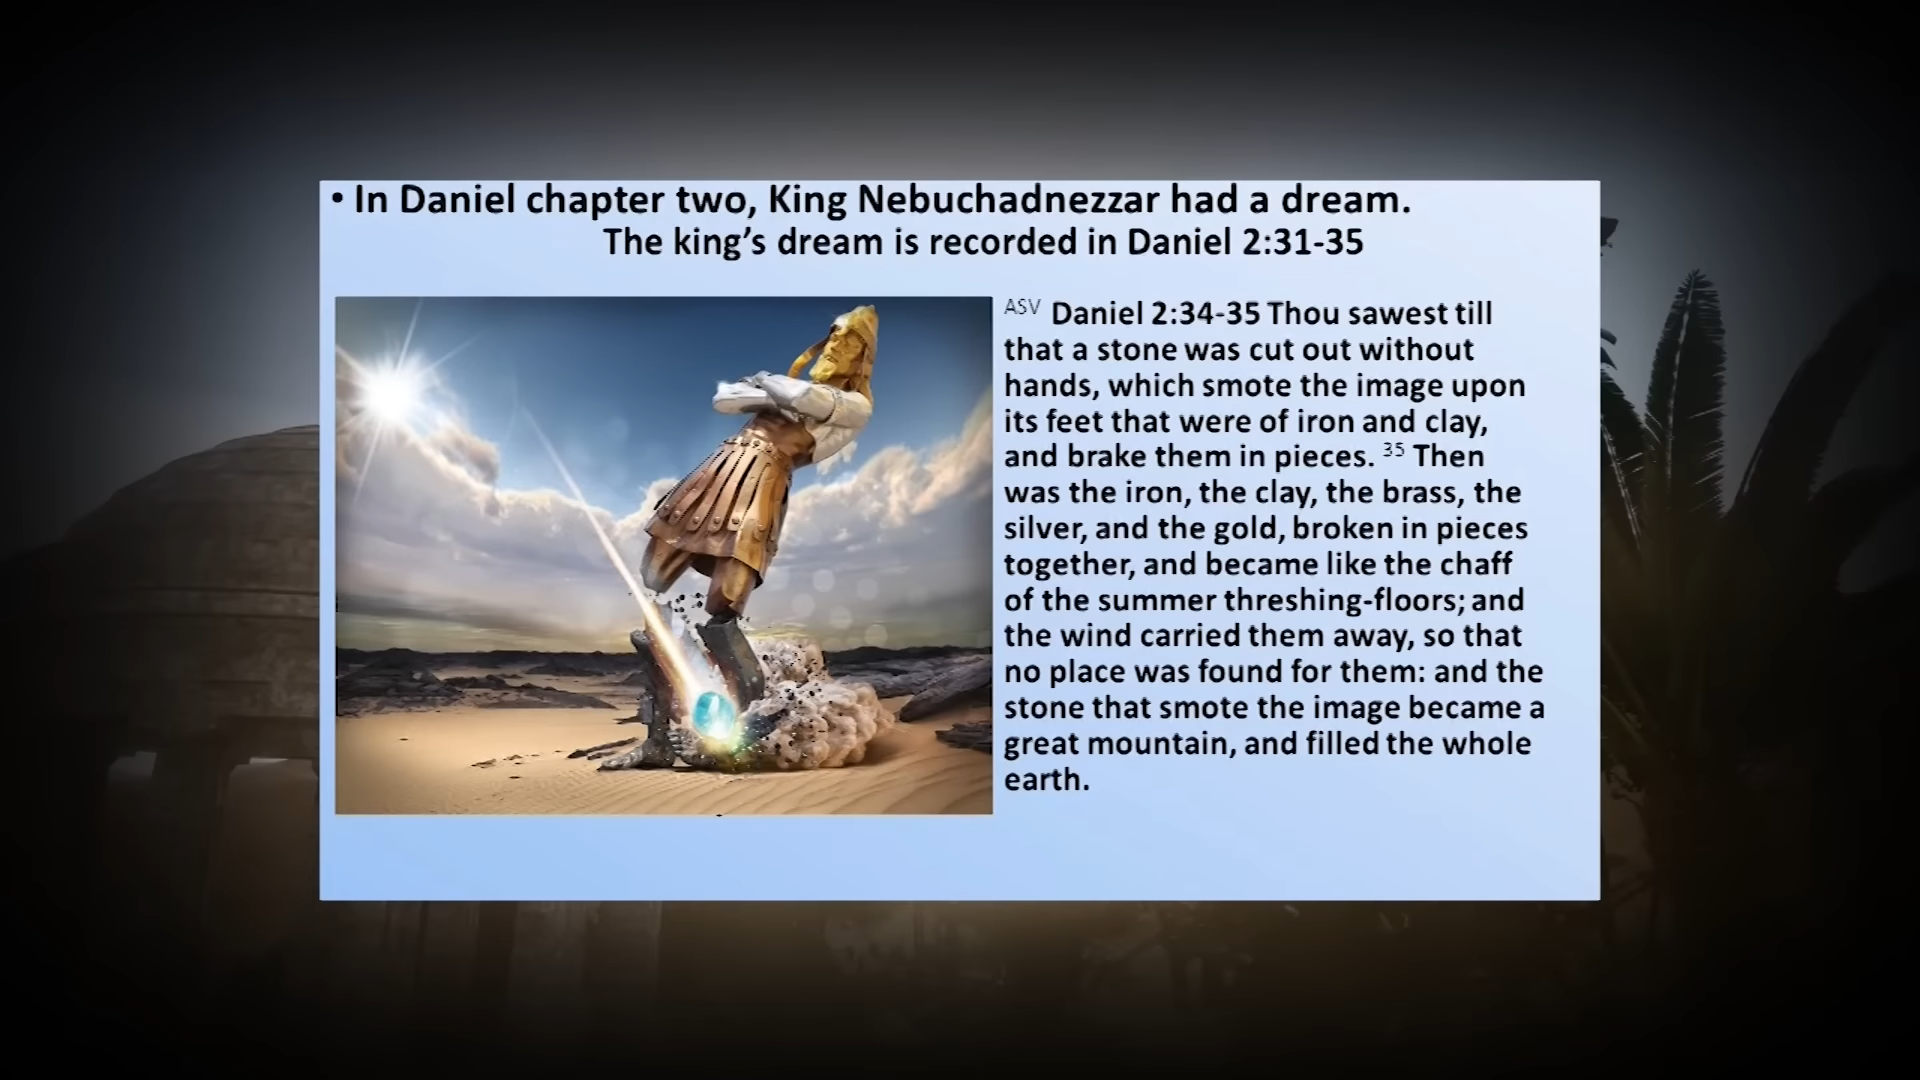 • In Daniel chapter two, King Nebuchadnezzar had a dream.
The king’s dream is recorded in Daniel 2:31-35
ASV Daniel 2:34-35 Thou sawest till
that a stone was cut out without
hands, which smote the image upon
its feet that were of iron and clay,
and brake them in pieces. 35 Then
was the iron, the clay, the brass, the
silver, and the gold, broken in pieces
together, and became like the chaff
of the summer threshing-floors; and
the wind carried them away, so that
no place was found for them: and the
stone that smote the image became a
great mountain, and filled the whole
earth.